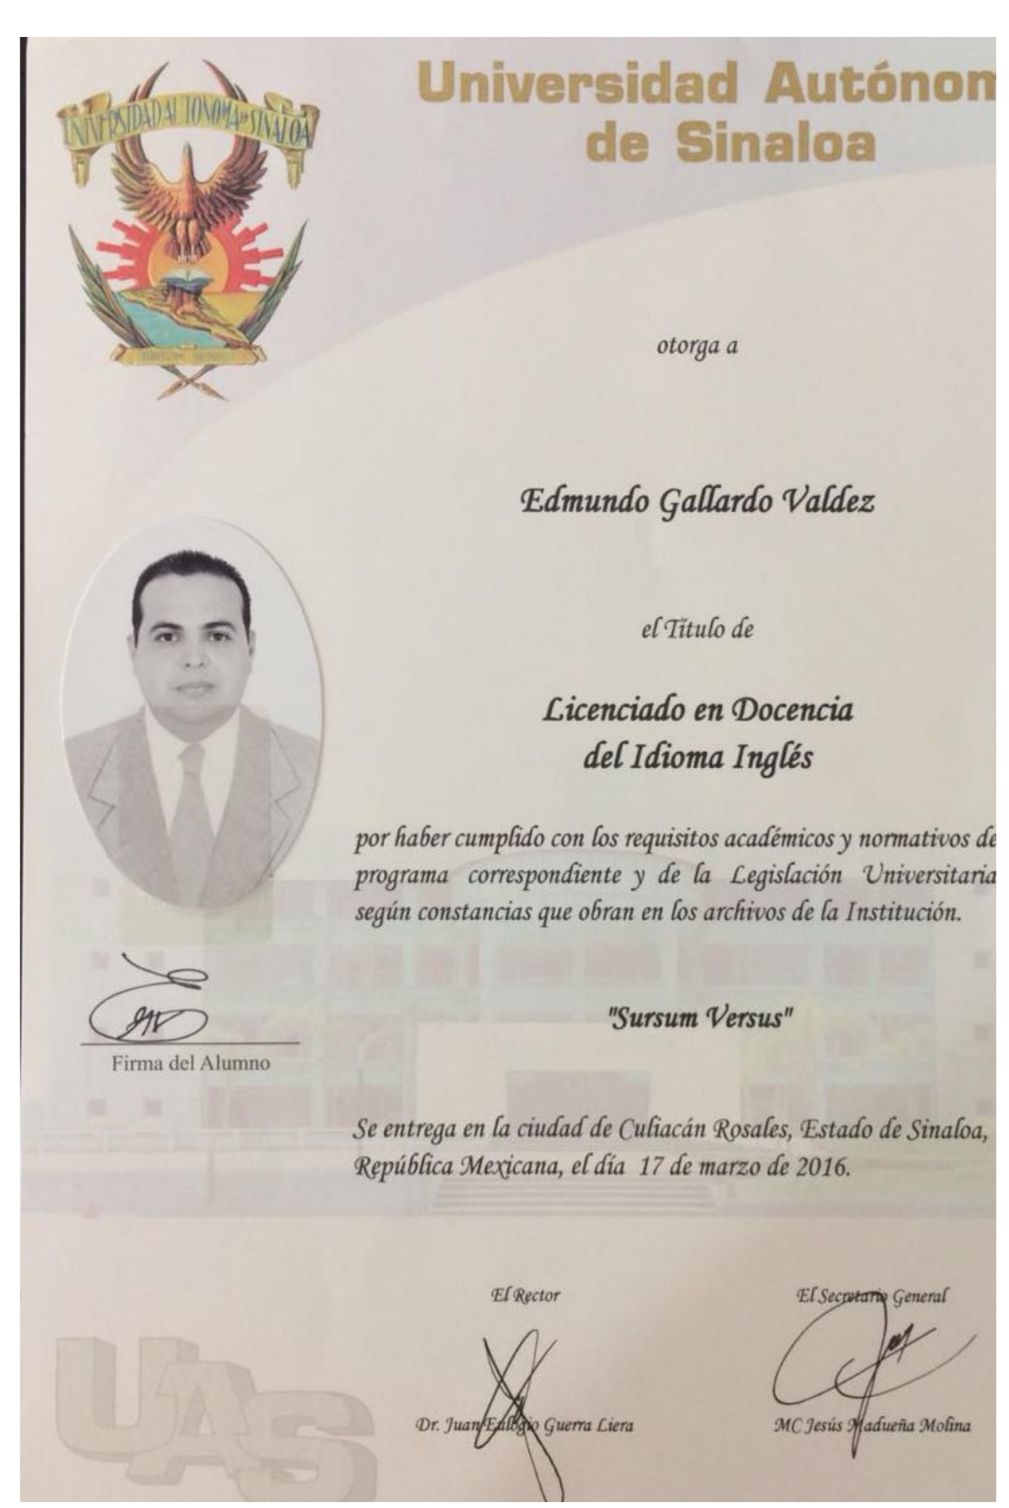 UNIVERSIDAD AUTONOMA DE SINALOA
Universidad Autónom
de Sinaloa
otorga a
Edmundo Gallardo Valdez
el Título de
Licenciado en Docencia
del Idioma Inglés
por haber cumplido con los requisitos académicos y normativos de
programa correspondiente y de la Legislación Universitaria
según constancias que obran en los archivos de la Institución.
Firma del Alumno
"Sursum Versus"
Se entrega en la ciudad de Culiacán Rosales, Estado de Sinaloa,
República Mexicana, el día 17 de marzo de 2016.
El Rector
El Secretario General
Dr. Juan Eulogio Guerra Liera
MC Jesús Madueña Molina
UAS